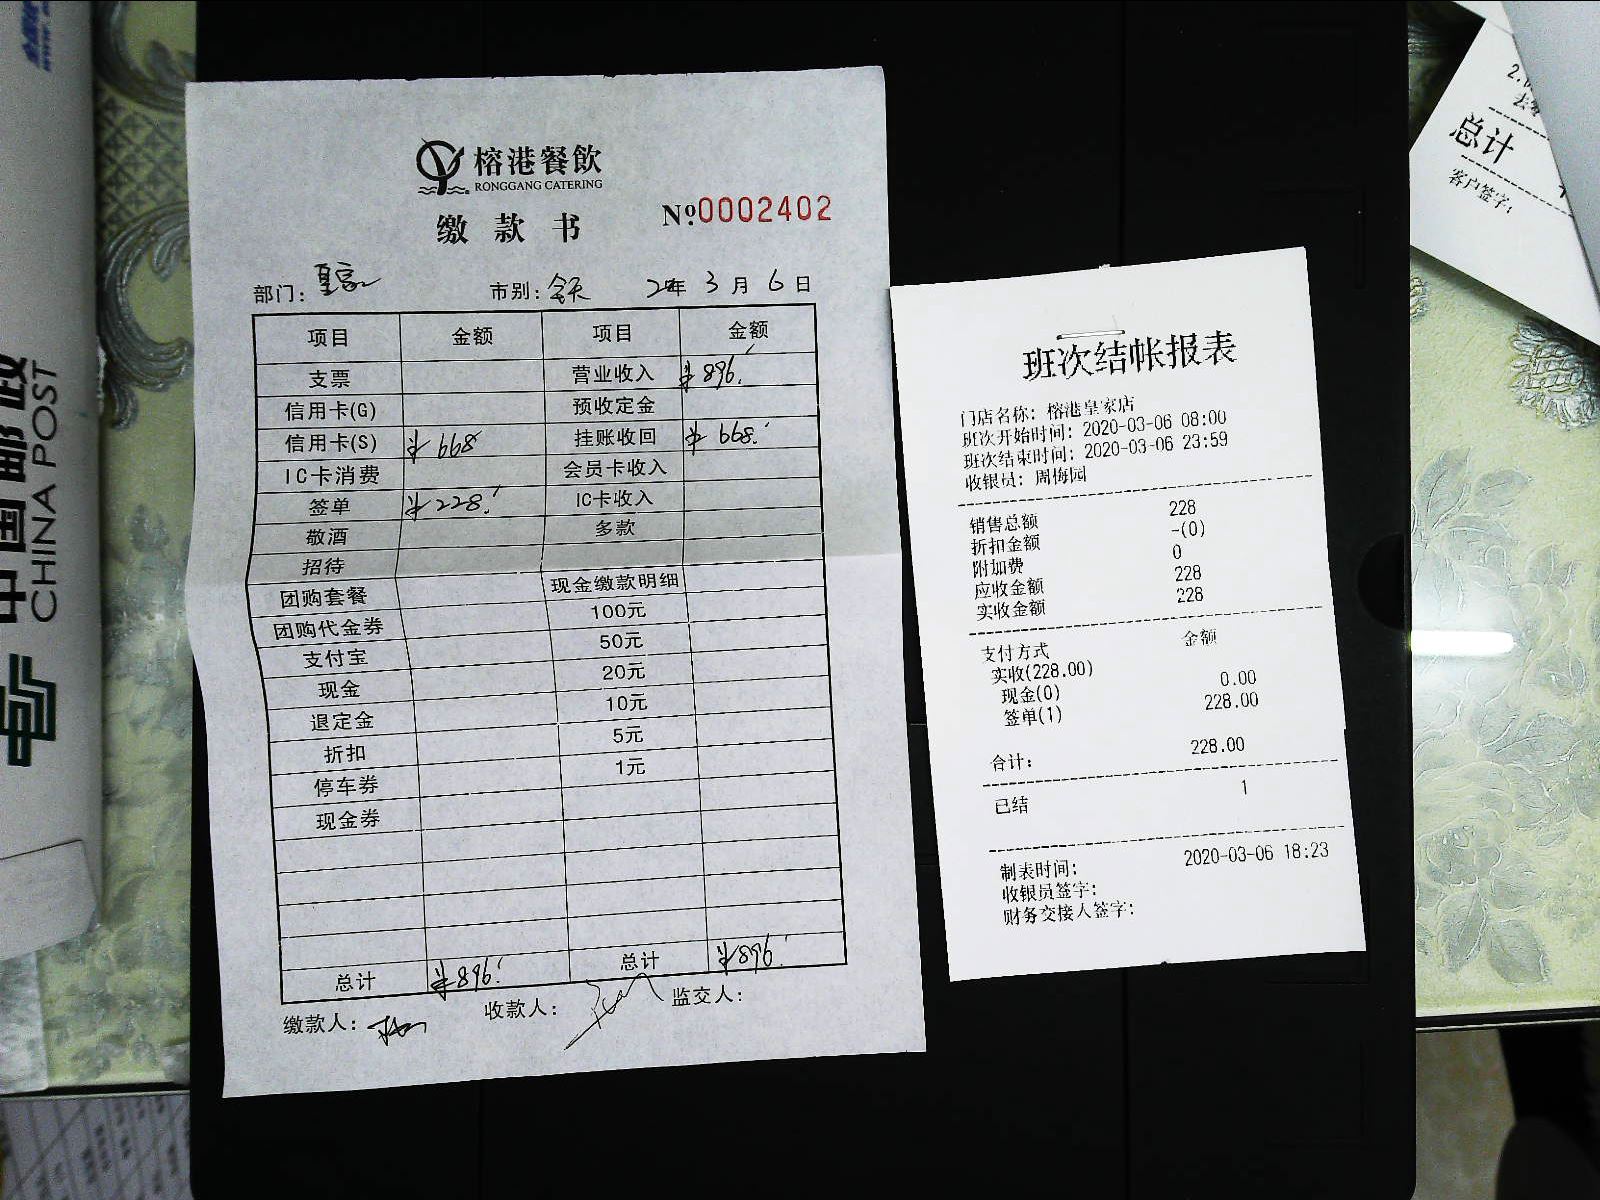 中国邮政
CHINA POST
榕港餐飲
RONGGANG CATERING
缴款书
№0002402
部门：皇家 市别：全天 2年 3月 6日
项目 金额 项目 金额
支票 营业收入 ¥896.
信用卡(G) 预收定金
信用卡(S) ¥668 挂账收回 ¥668.
IC卡消费 会员卡收入
签单 ¥228. IC卡收入
敬酒 多款
招待
团购套餐 现金缴款明细
团购代金券 100元
支付宝 50元
现金 20元
退定金 10元
折扣 5元
停车券 1元
现金券
总计 ¥896. 总计 ¥896.
缴款人： 收款人： 监交人：
班次结帐报表
门店名称：榕港皇家店
班次开始时间：2020-03-06 08:00
班次结束时间：2020-03-06 23:59
收银员：周梅园
销售总额 228
折扣金额 -(0)
附加费 0
应收金额 228
实收金额 228
支付方式 金额
实收(228.00)
现金(0) 0.00
签单(1) 228.00
合计： 228.00
已结 1
制表时间： 2020-03-06 18:23
收银员签字：
财务交接人签字：
总计
客户签字：